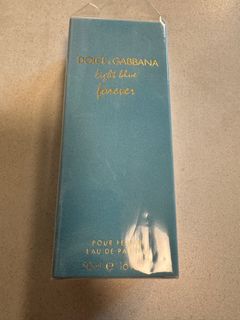 DOLCE & GABBANA
light blue
forever
POUR
EAU DE